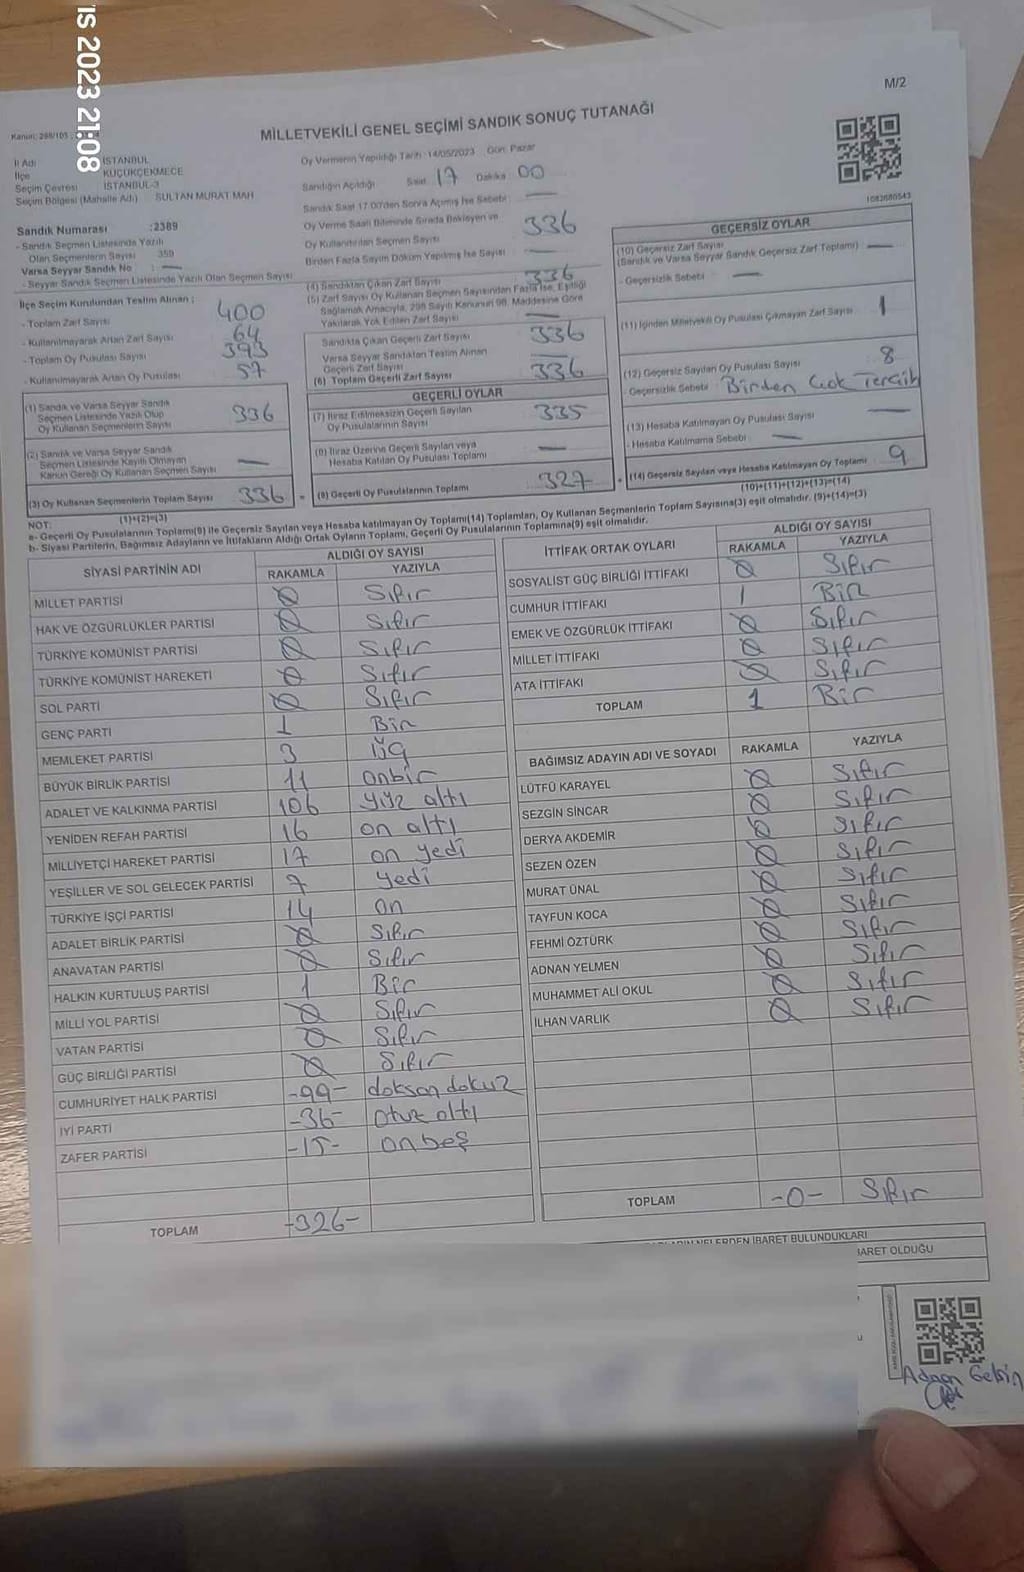 IS 2023 21:08
M/2
MİLLETVEKİLİ GENEL SEÇİMİ SANDIK SONUÇ TUTANAĞI
Kanun: 298/105
İl Adı : İSTANBUL
İlçe : KÜÇÜKÇEKMECE
Seçim Çevresi : İSTANBUL-3
Seçim Bölgesi (Mahalle Adı) : SULTAN MURAT MAH
Oy Vermenin Yapıldığı Tarih :14/05/2023 Gün: Pazar
Sandığın Açıldığı Saat 17 Dakika 00
Sandık Saat 17:00'den Sonra Açımış İse Sebebi : —
Oy Verme Saati Bitiminde Sırada Bekleyen ve
Oy Kullandırılan Seçmen Sayısı 336
Birden Fazla Sayım Döküm Yapılmış İse Sayısı —
1082680543
Sandık Numarası :2389
- Sandık Seçmen Listesinde Yazılı
Olan Seçmenlerin Sayısı 359
Varsa Seyyar Sandık No : —
- Seyyar Sandık Seçmen Listesinde Yazılı Olan Seçmen Sayısı
İlçe Seçim Kurulundan Teslim Alınan ;
- Toplam Zarf Sayısı 400
- Kullanılmayarak Artan Zarf Sayısı 64
- Toplam Oy Pusulası Sayısı 393
- Kullanılmayarak Artan Oy Pusulası 57
(1) Sandık ve Varsa Seyyar Sandık
Seçmen Listesinde Yazılı Olup
Oy Kullanan Seçmenlerin Sayısı 336
(2) Sandık ve Varsa Seyyar Sandık
Seçmen Listesinde Kayıtlı Olmayan
Kanun Gereği Oy Kullanan Seçmen Sayısı —
(3) Oy Kullanan Seçmenlerin Toplam Sayısı 336
(1)+(2)=(3)
(4) Sandıktan Çıkan Zarf Sayısı 336
(5) Zarf Sayısı Oy Kullanan Seçmen Sayısından Fazla İse, Eşitliği
Sağlamak Amacıyla, 298 Sayılı Kanunun 98. Maddesine Göre
Yakılarak Yok Edilen Zarf Sayısı —
Sandıkta Çıkan Geçerli Zarf Sayısı 336
Varsa Seyyar Sandıktan Teslim Alınan
Geçerli Zarf Sayısı —
(6) Toplam Geçerli Zarf Sayısı 336
GEÇERLİ OYLAR
(7) İtiraz Edilmeksizin Geçerli Sayılan
Oy Pusulalarının Sayısı 335
(8) İtiraz Üzerine Geçerli Sayılan veya
Hesaba Katılan Oy Pusulası Toplamı —
(9) Geçerli Oy Pusulalarının Toplamı 327
GEÇERSİZ OYLAR
(10) Geçersiz Zarf Sayısı
(Sandık ve Varsa Seyyar Sandık Geçersiz Zarf Toplamı) —
- Geçersizlik Sebebi : —
(11) İçinden Milletvekili Oy Pusulası Çıkmayan Zarf Sayısı 1
(12) Geçersiz Sayılan Oy Pusulası Sayısı 8
- Geçersizlik Sebebi : Birden Çok Tercih
(13) Hesaba Katılmayan Oy Pusulası Sayısı —
- Hesaba Katılmama Sebebi : —
(14) Geçersiz Sayılan veya Hesaba Katılmayan Oy Toplamı 9
(10)+(11)+(12)+(13)=(14)
NOT:
a- Geçerli Oy Pusulalarının Toplamı(9) ile Geçersiz Sayılan veya Hesaba katılmayan Oy Toplamı(14) Toplamları, Oy Kullanan Seçmenlerin Toplam Sayısına(3) eşit olmalıdır. (9)+(14)=(3)
b- Siyasi Partilerin, Bağımsız Adayların ve İttifakların Aldığı Ortak Oyların Toplamı, Geçerli Oy Pusulalarının Toplamına(9) eşit olmalıdır.
SİYASİ PARTİNİN ADI ALDIĞI OY SAYISI
RAKAMLA YAZIYLA
MİLLET PARTİSİ 0 Sıfır
HAK VE ÖZGÜRLÜKLER PARTİSİ 0 Sıfır
TÜRKİYE KOMÜNİST PARTİSİ 0 Sıfır
TÜRKİYE KOMÜNİST HAREKETİ 0 Sıfır
SOL PARTİ 0 Sıfır
GENÇ PARTİ 1 Bir
MEMLEKET PARTİSİ 3 üç
BÜYÜK BİRLİK PARTİSİ 11 onbir
ADALET VE KALKINMA PARTİSİ 106 yüz altı
YENİDEN REFAH PARTİSİ 16 on altı
MİLLİYETÇİ HAREKET PARTİSİ 17 on yedi
YEŞİLLER VE SOL GELECEK PARTİSİ 7 yedi
TÜRKİYE İŞÇİ PARTİSİ 14 on
ADALET BİRLİK PARTİSİ 0 Sıfır
ANAVATAN PARTİSİ 0 Sıfır
HALKIN KURTULUŞ PARTİSİ 1 Bir
MİLLİ YOL PARTİSİ 0 Sıfır
VATAN PARTİSİ 0 Sıfır
GÜÇ BİRLİĞİ PARTİSİ 0 Sıfır
CUMHURİYET HALK PARTİSİ -99- doksan dokuz
İYİ PARTİ -36- otuz altı
ZAFER PARTİSİ -15- on beş
TOPLAM -326-
İTTİFAK ORTAK OYLARI ALDIĞI OY SAYISI
RAKAMLA YAZIYLA
SOSYALİST GÜÇ BİRLİĞİ İTTİFAKI 0 Sıfır
CUMHUR İTTİFAKI 1 Bir
EMEK VE ÖZGÜRLÜK İTTİFAKI 0 Sıfır
MİLLET İTTİFAKI 0 Sıfır
ATA İTTİFAKI 0 Sıfır
TOPLAM 1 Bir
BAĞIMSIZ ADAYIN ADI VE SOYADI RAKAMLA YAZIYLA
LÜTFÜ KARAYEL 0 Sıfır
SEZGİN SİNCAR 0 Sıfır
DERYA AKDEMİR 0 Sıfır
SEZEN ÖZEN 0 Sıfır
MURAT ÜNAL 0 Sıfır
TAYFUN KOCA 0 Sıfır
FEHMİ ÖZTÜRK 0 Sıfır
ADNAN YELMEN 0 Sıfır
MUHAMMET ALİ OKUL 0 Sıfır
İLHAN VARLIK 0 Sıfır
TOPLAM -0- Sıfır
NELERDEN İBARET BULUNDUKLARI
İBARET OLDUĞU
Adnan